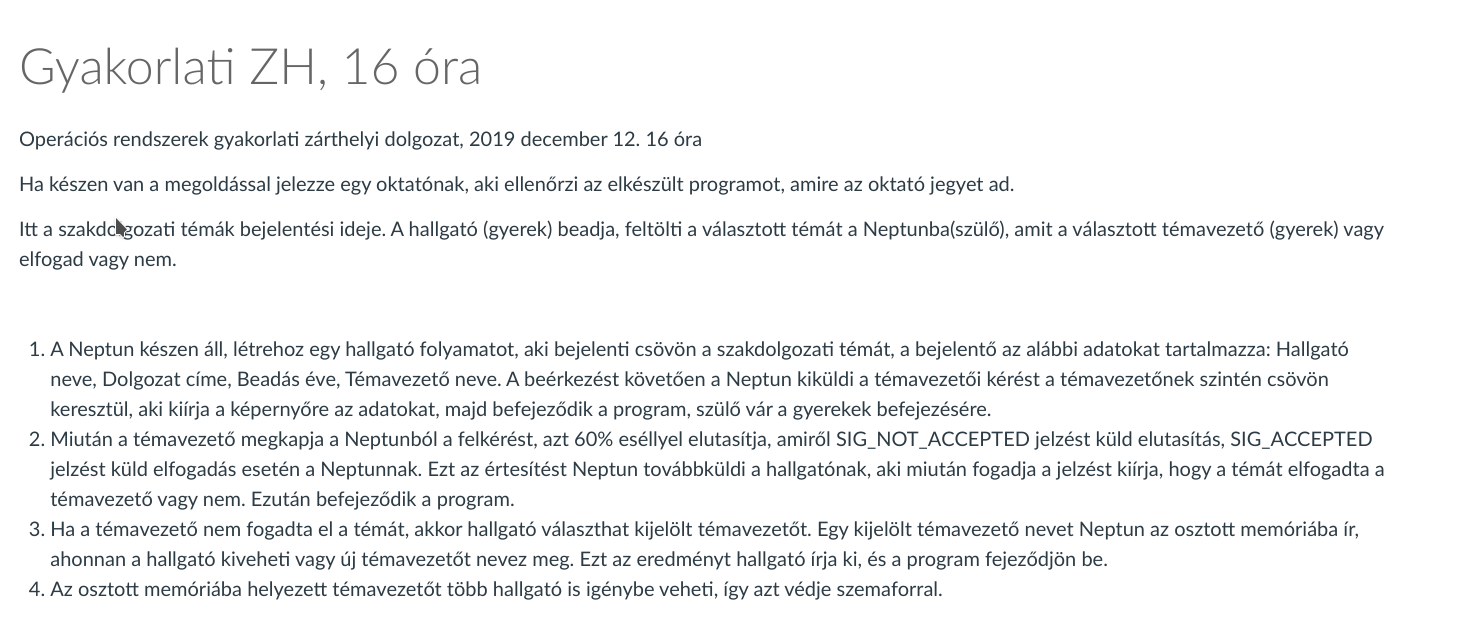 Gyakorlati ZH, 16 óra
Operációs rendszerek gyakorlati zárthelyi dolgozat, 2019 december 12. 16 óra
Ha készen van a megoldással jelezze egy oktatónak, aki ellenőrzi az elkészült programot, amire az oktató jegyet ad.
Itt a szakdolgozati témák bejelentési ideje. A hallgató (gyerek) beadja, feltölti a választott témát a Neptunba(szülő), amit a választott témavezető (gyerek) vagy
elfogad vagy nem.
1. A Neptun készen áll, létrehoz egy hallgató folyamatot, aki bejelenti csövön a szakdolgozati témát, a bejelentő az alábbi adatokat tartalmazza: Hallgató
neve, Dolgozat címe, Beadás éve, Témavezető neve. A beérkezést követően a Neptun kiküldi a témavezetői kérést a témavezetőnek szintén csövön
keresztül, aki kiírja a képernyőre az adatokat, majd befejeződik a program, szülő vár a gyerekek befejezésére.
2. Miután a témavezető megkapja a Neptunból a felkérést, azt 60% eséllyel elutasítja, amiről SIG_NOT_ACCEPTED jelzést küld elutasítás, SIG_ACCEPTED
jelzést küld elfogadás esetén a Neptunnak. Ezt az értesítést Neptun továbbküldi a hallgatónak, aki miután fogadja a jelzést kiírja, hogy a témát elfogadta a
témavezető vagy nem. Ezután befejeződik a program.
3. Ha a témavezető nem fogadta el a témát, akkor hallgató választhat kijelölt témavezetőt. Egy kijelölt témavezető nevet Neptun az osztott memóriába ír,
ahonnan a hallgató kiveheti vagy új témavezetőt nevez meg. Ezt az eredményt hallgató írja ki, és a program fejeződjön be.
4. Az osztott memóriába helyezett témavezetőt több hallgató is igénybe veheti, így azt védje szemaforral.